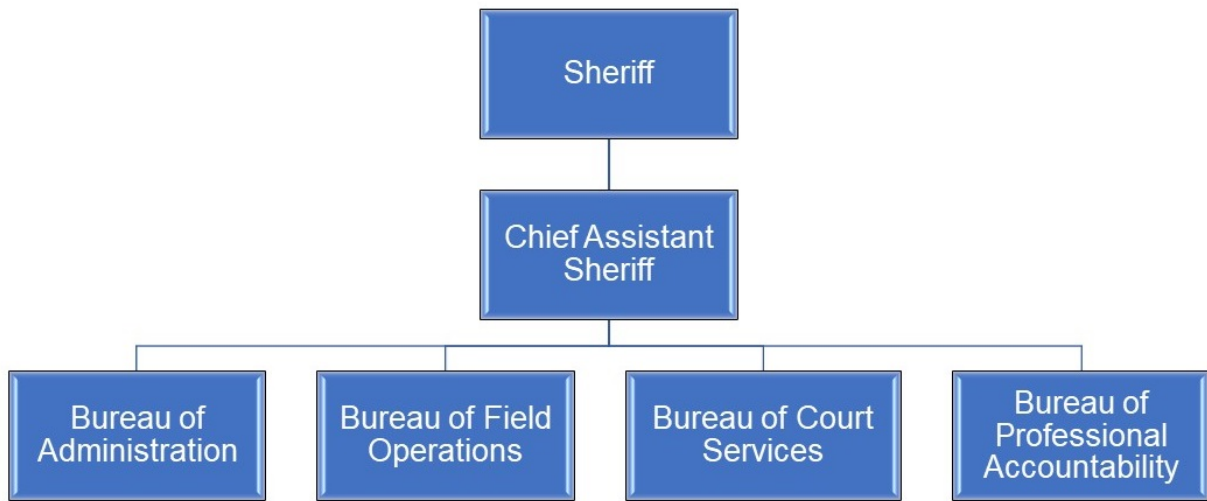 Sheriff
Chief Assistant
Sheriff
Bureau of
Administration
Bureau of Field
Operations
Bureau of Court
Services
Bureau of
Professional
Accountability